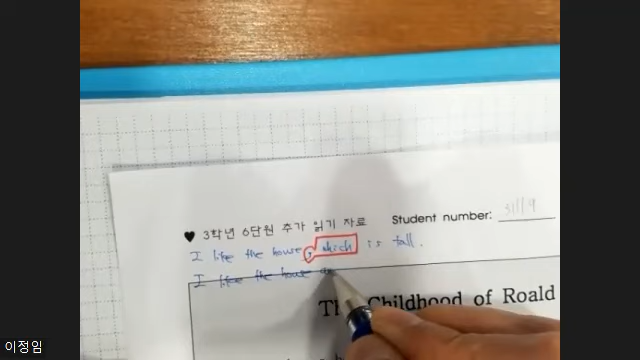 ♥ 3학년 6단원 추가 읽기 자료 Student number: 31119
I like the house, which is tall.
I like the house
The Childhood of Roald
이정임